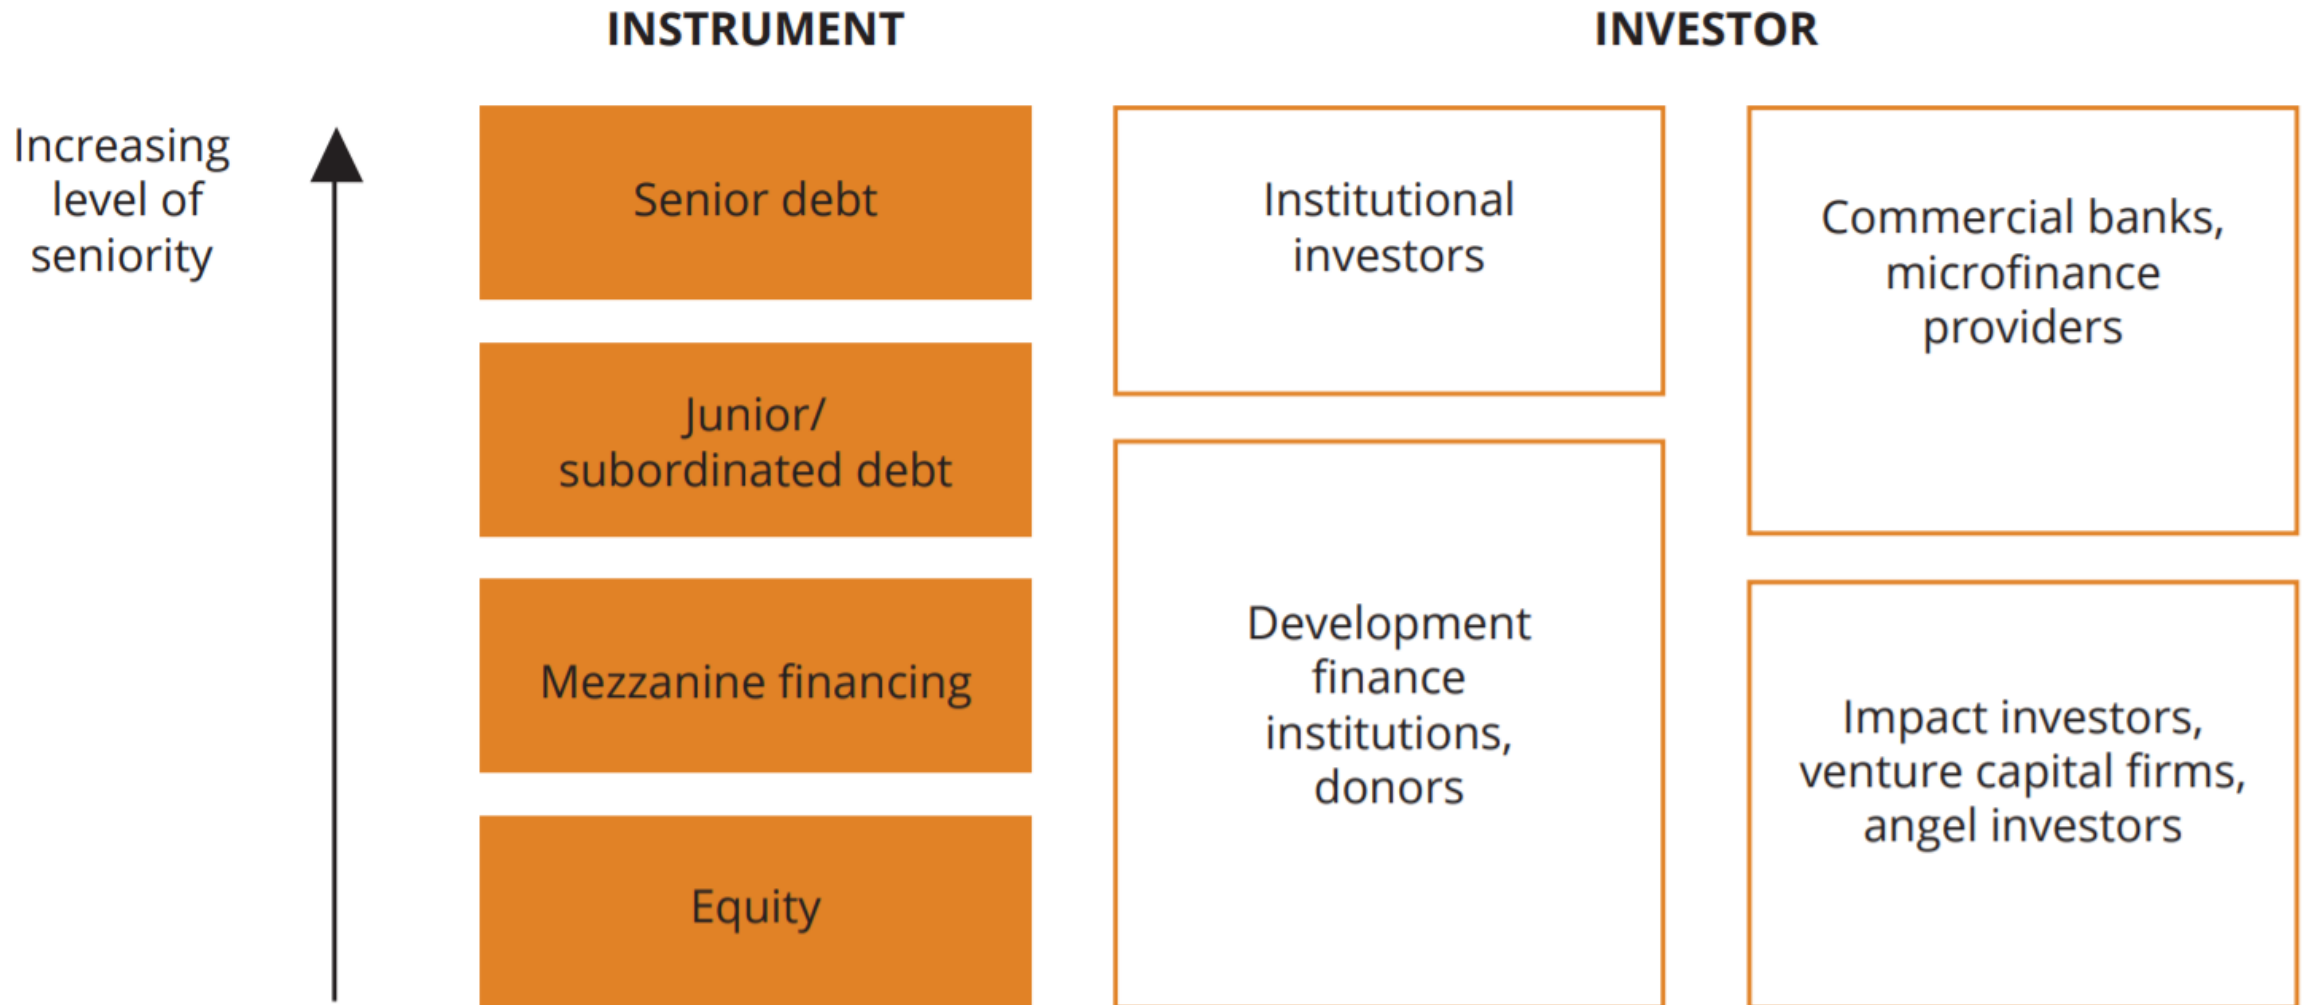 INSTRUMENT
INVESTOR
Increasing
level of
seniority
Senior debt
Junior/
subordinated debt
Mezzanine financing
Equity
Institutional
investors
Development
finance
institutions,
donors
Commercial banks,
microfinance
providers
Impact investors,
venture capital firms,
angel investors